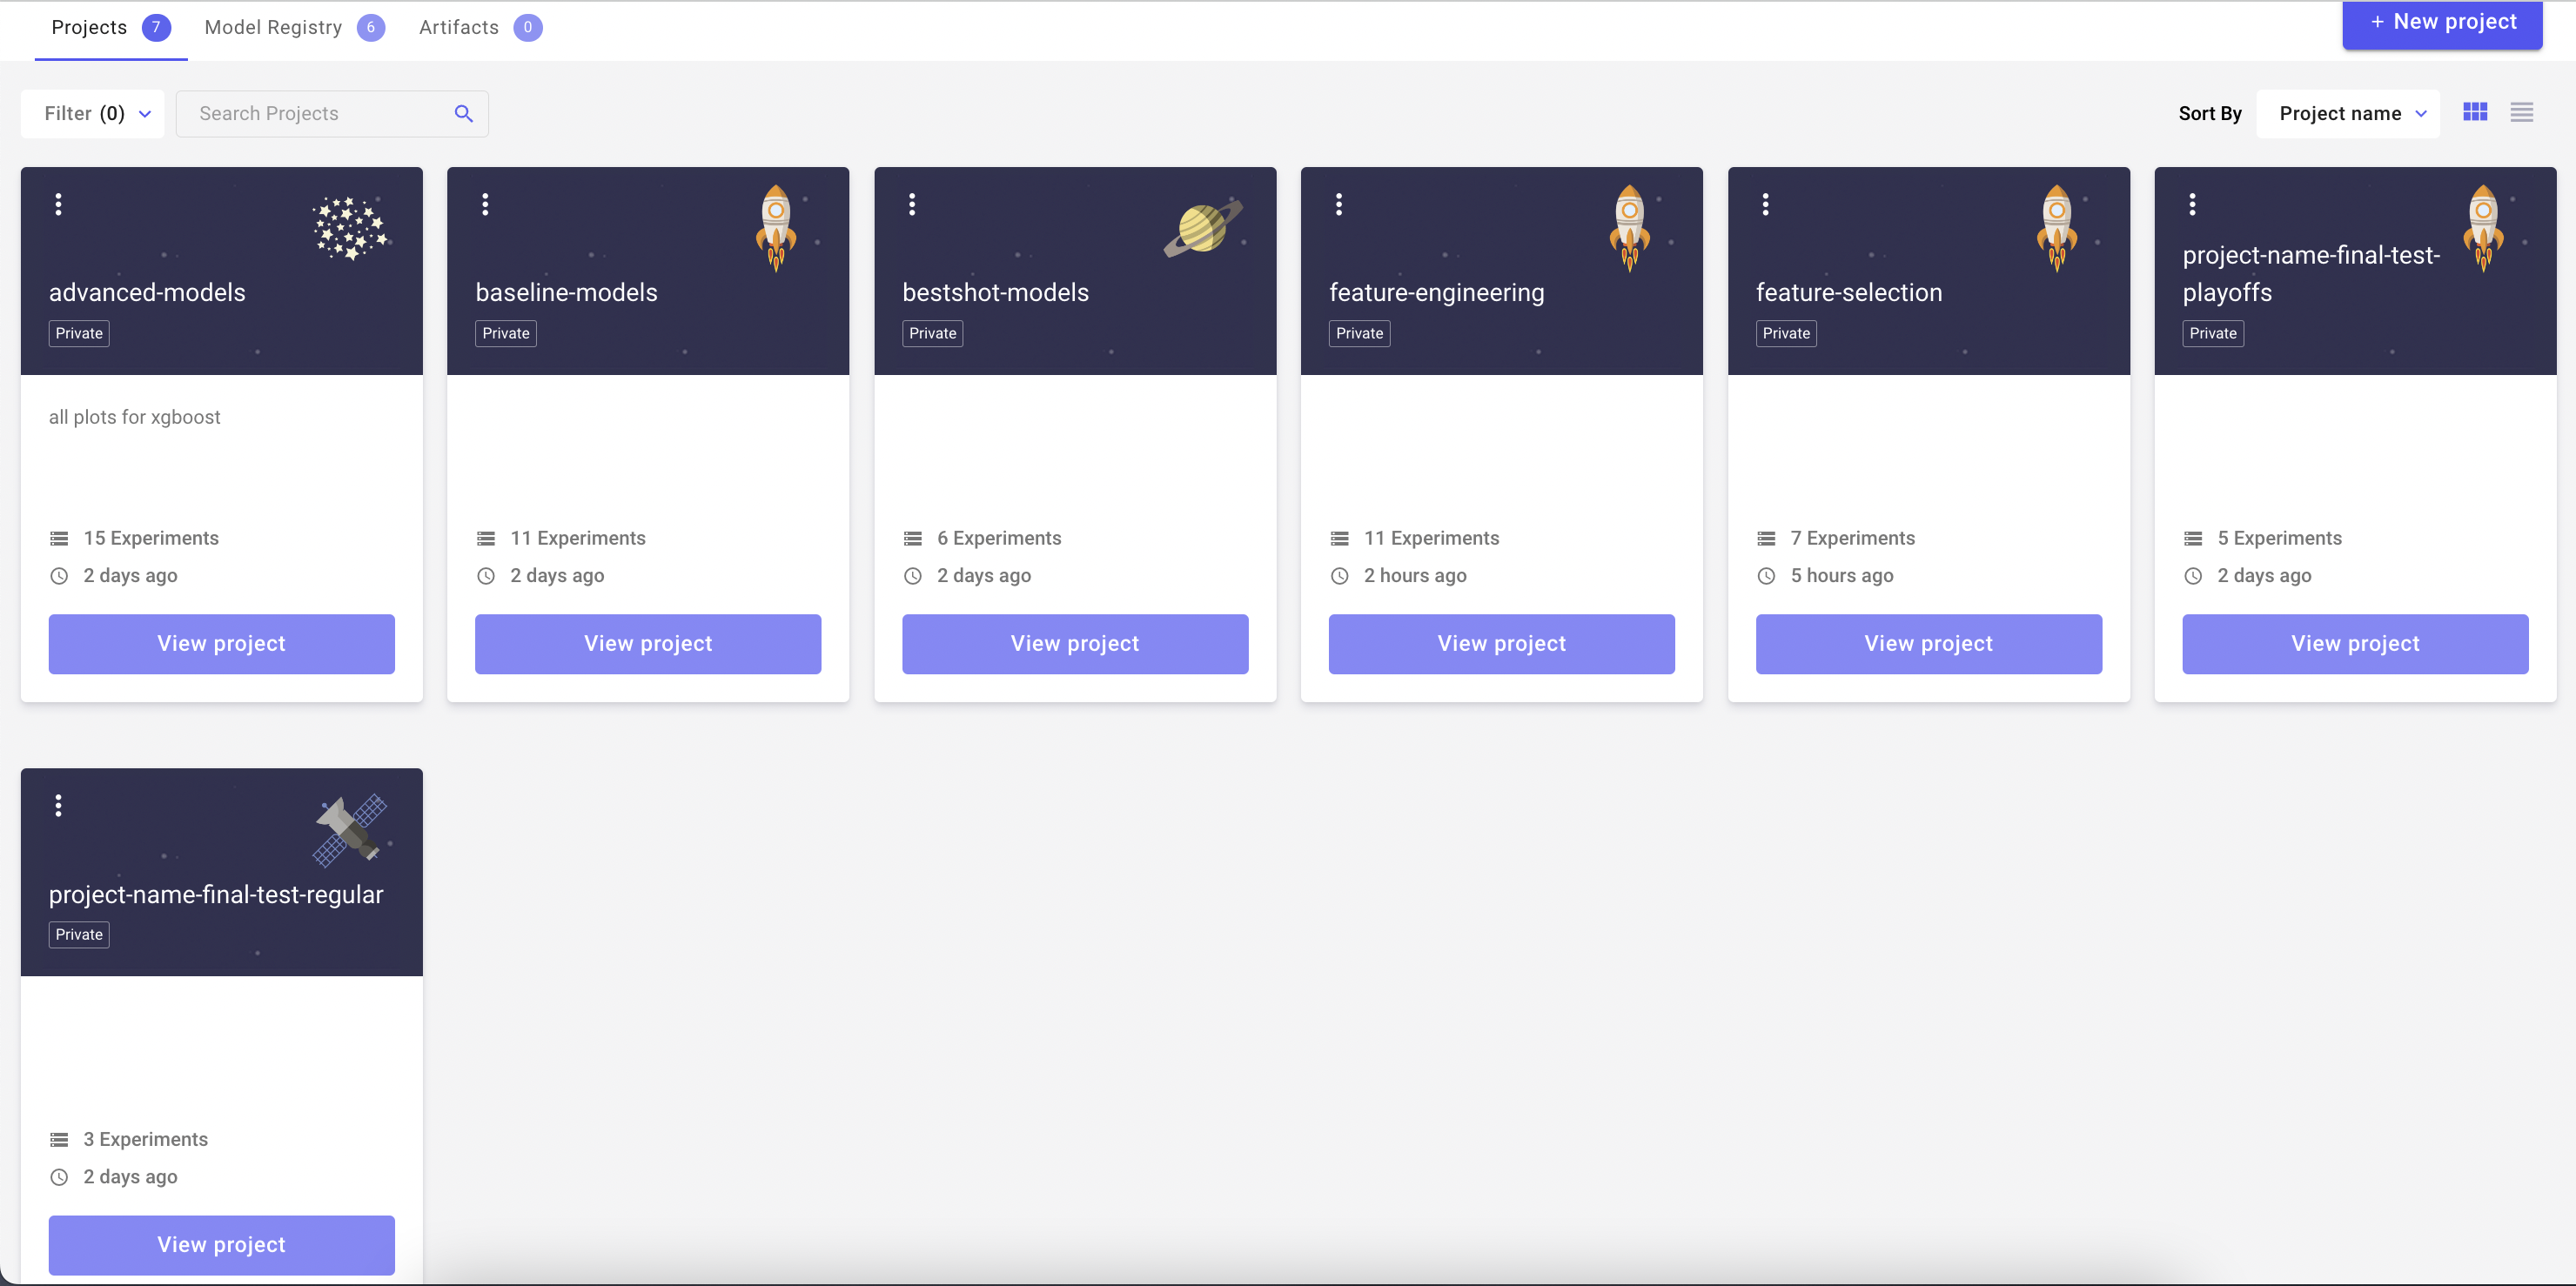 Projects 7 Model Registry 6 Artifacts 0 + New project
Filter (0) Search Projects Sort By Project name
advanced-models
Private
all plots for xgboost
15 Experiments
2 days ago
View project
baseline-models
Private
11 Experiments
2 days ago
View project
bestshot-models
Private
6 Experiments
2 days ago
View project
feature-engineering
Private
11 Experiments
2 hours ago
View project
feature-selection
Private
7 Experiments
5 hours ago
View project
project-name-final-test-
playoffs
Private
5 Experiments
2 days ago
View project
project-name-final-test-regular
Private
3 Experiments
2 days ago
View project